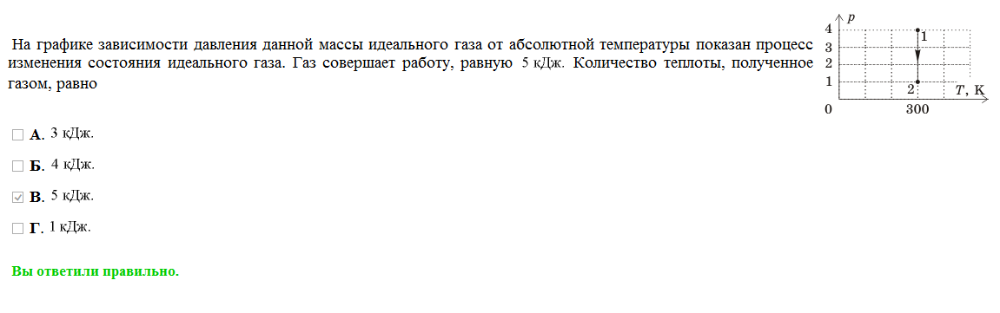 На графике зависимости давления данной массы идеального газа от абсолютной температуры показан процесс
изменения состояния идеального газа. Газ совершает работу, равную 5 кДж. Количество теплоты, полученное
газом, равно
p
4
3
2
1
1
2
T, К
0
300
А. 3 кДж.
Б. 4 кДж.
В. 5 кДж.
Г. 1 кДж.
Вы ответили правильно.